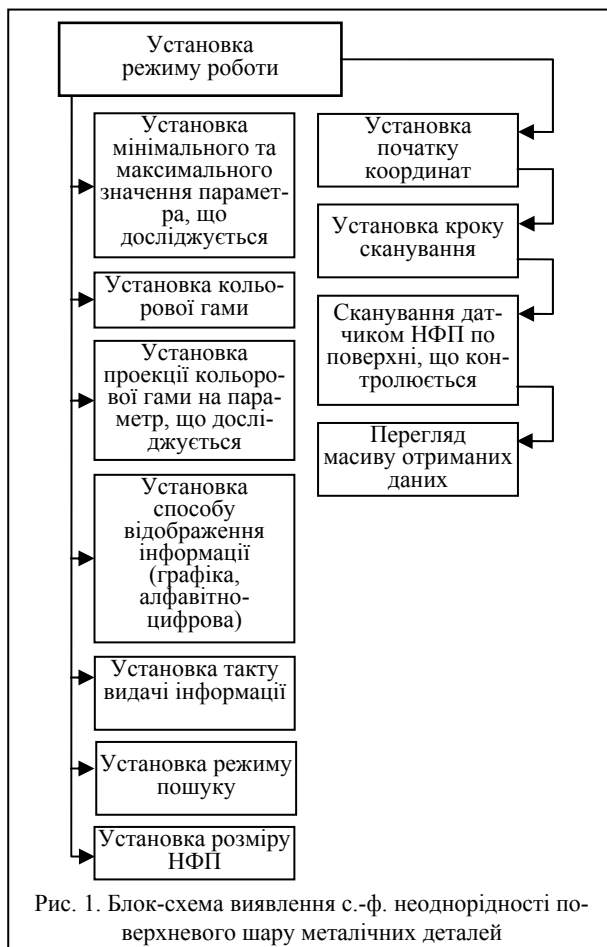 Установка
режиму роботи
Установка
мінімального та
максимального
значення парамет-
ра, що
досліджується
Установка кольо-
рової гами
Установка
проекції кольоро-
вої гами на пара-
метр, що дослі-
джується
Установка
способу
відображення
інформації
(графіка,
алфавітно-
цифрова)
Установка такту
видачі інформації
Установка режиму
пошуку
Установка розміру
НФП
Установка
початку
координат
Установка кроку
сканування
Сканування дат-
чиком НФП по
поверхні, що кон-
тролюється
Перегляд
масиву отриманих
даних
Рис. 1. Блок-схема виявлення с.-ф. неоднорідності по-
верхневого шару металічних деталей